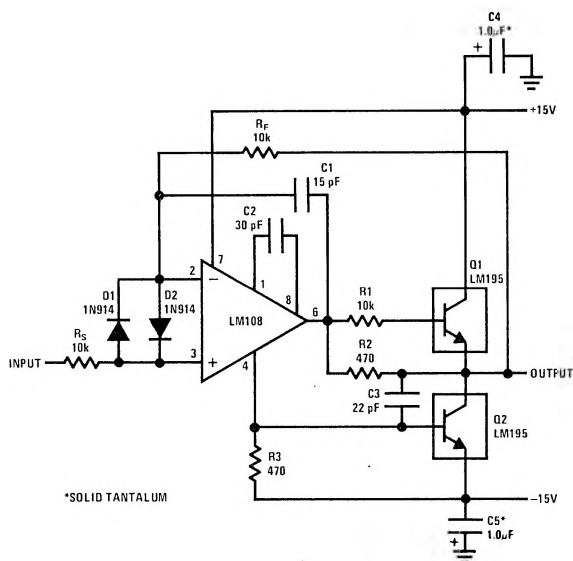 C4
1.0µF*
+
+15V
RF
10k
C1
15 pF
C2
30 pF
7
Q1
LM195
2
−
1
8
D1
1N914
D2
1N914
LM108
6
R1
10k
RS
10k
INPUT
3
+
4
R2
470
OUTPUT
C3
22 pF
Q2
LM195
R3
470
*SOLID TANTALUM
−15V
C5*
1.0µF
+